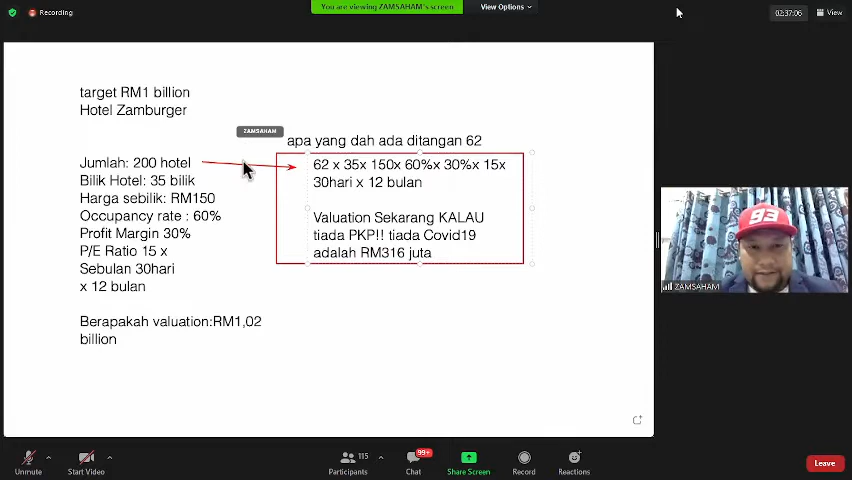 Recording
You are viewing ZAMSAHAM's screen
View Options
02:37:06
View
target RM1 billion
Hotel Zamburger
ZAMSAHAM
apa yang dah ada ditangan 62
Jumlah: 200 hotel
Bilik Hotel: 35 bilik
Harga sebilik: RM150
Occupancy rate : 60%
Profit Margin 30%
P/E Ratio 15 x
Sebulan 30hari
x 12 bulan
62 x 35x 150x 60%x 30%x 15x
30hari x 12 bulan
Valuation Sekarang KALAU
tiada PKP!! tiada Covid19
adalah RM316 juta
Berapakah valuation:RM1,02
billion
93
ZAMSAHAM
Unmute
Start Video
115
Participants
99+
Chat
Share Screen
Record
Reactions
Leave